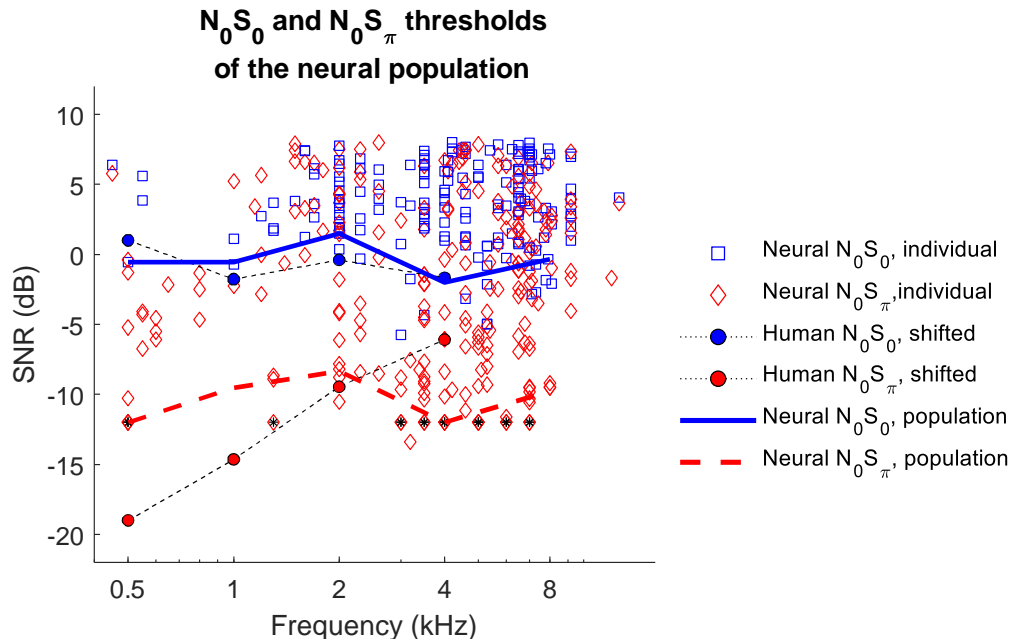 N₀S₀ and N₀Sπ thresholds
of the neural population
SNR (dB)
10
5
0
-5
-10
-15
-20
0.5 1 2 4 8
Frequency (kHz)
Neural N₀S₀, individual
Neural N₀Sπ,individual
Human N₀S₀, shifted
Human N₀Sπ, shifted
Neural N₀S₀, population
Neural N₀Sπ, population